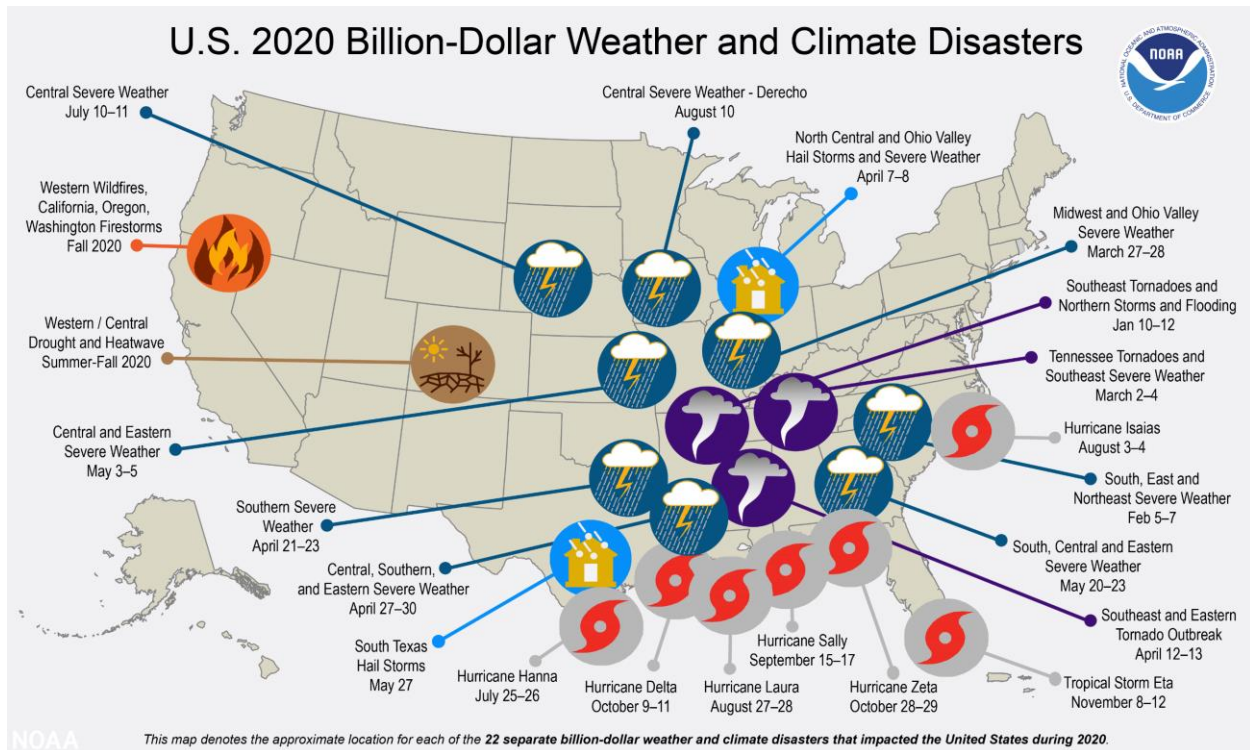 U.S. 2020 Billion-Dollar Weather and Climate Disasters
NATIONAL OCEANIC AND ATMOSPHERIC ADMINISTRATION
NOAA
U.S. DEPARTMENT OF COMMERCE
Central Severe Weather
July 10–11
Central Severe Weather - Derecho
August 10
North Central and Ohio Valley
Hail Storms and Severe Weather
April 7–8
Western Wildfires,
California, Oregon,
Washington Firestorms
Fall 2020
Midwest and Ohio Valley
Severe Weather
March 27–28
Southeast Tornadoes and
Northern Storms and Flooding
Jan 10–12
Western / Central
Drought and Heatwave
Summer-Fall 2020
Tennessee Tornadoes and
Southeast Severe Weather
March 2–4
Central and Eastern
Severe Weather
May 3–5
Hurricane Isaias
August 3–4
South, East and
Northeast Severe Weather
Feb 5–7
Southern Severe
Weather
April 21–23
South, Central and Eastern
Severe Weather
May 20–23
Central, Southern,
and Eastern Severe Weather
April 27–30
Southeast and Eastern
Tornado Outbreak
April 12–13
South Texas
Hail Storms
May 27
Hurricane Hanna
July 25–26
Hurricane Delta
October 9–11
Hurricane Laura
August 27–28
Hurricane Sally
September 15–17
Hurricane Zeta
October 28–29
Tropical Storm Eta
November 8–12
NOAA
This map denotes the approximate location for each of the 22 separate billion-dollar weather and climate disasters that impacted the United States during 2020.